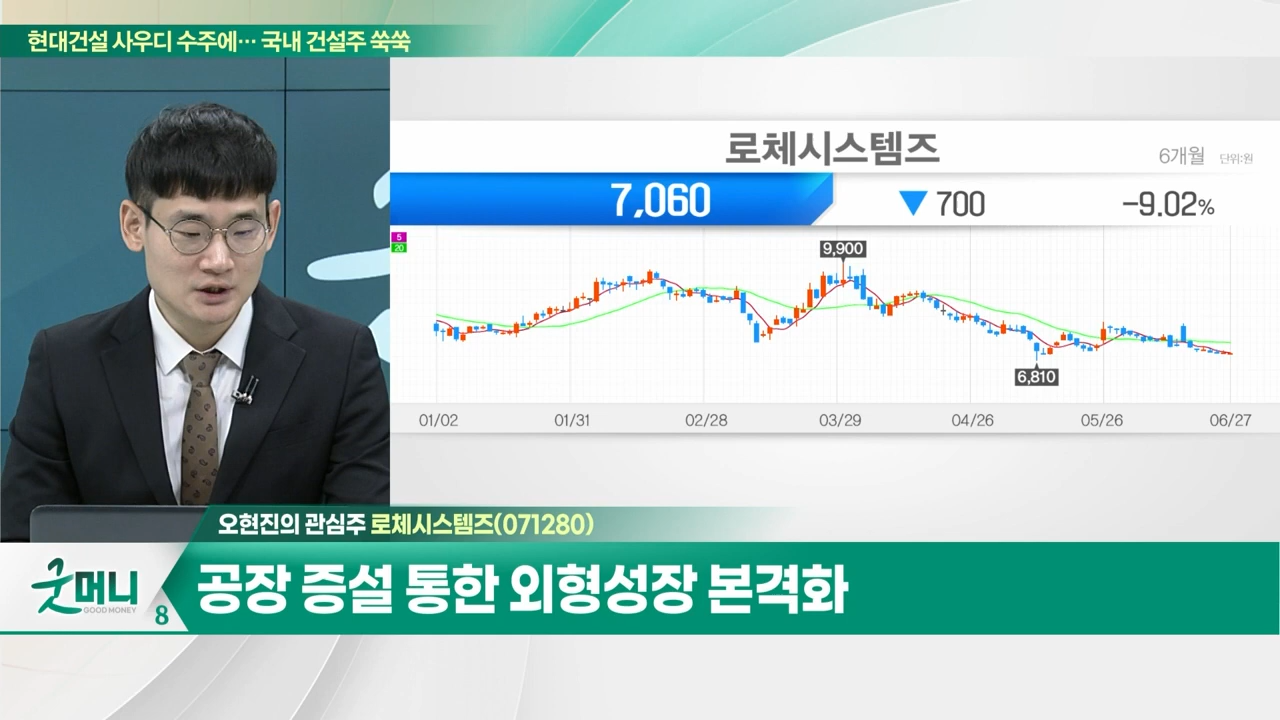 현대건설 사우디 수주에… 국내 건설주 쑥쑥
로체시스템즈
6개월 단위:원
7,060 ▼ 700 -9.02%
5
20
9,900
6,810
01/02 01/31 02/28 03/29 04/26 05/26 06/27
오현진의 관심주 로체시스템즈(071280)
굿머니
GOOD MONEY
8
공장 증설 통한 외형성장 본격화